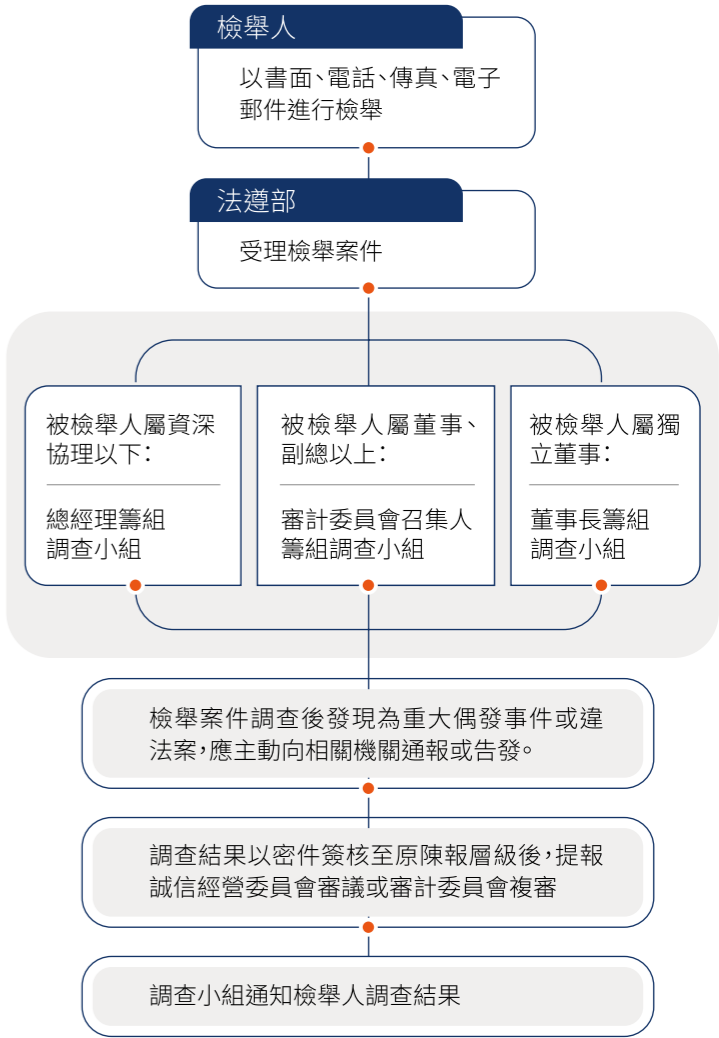 檢舉人
以書面、電話、傳真、電子
郵件進行檢舉
法遵部
受理檢舉案件
被檢舉人屬資深
協理以下：
總經理籌組
調查小組
被檢舉人屬董事、
副總以上：
審計委員會召集人
籌組調查小組
被檢舉人屬獨
立董事：
董事長籌組
調查小組
檢舉案件調查後發現為重大偶發事件或違
法案，應主動向相關機關通報或告發。
調查結果以密件簽核至原陳報層級後，提報
誠信經營委員會審議或審計委員會複審
調查小組通知檢舉人調查結果